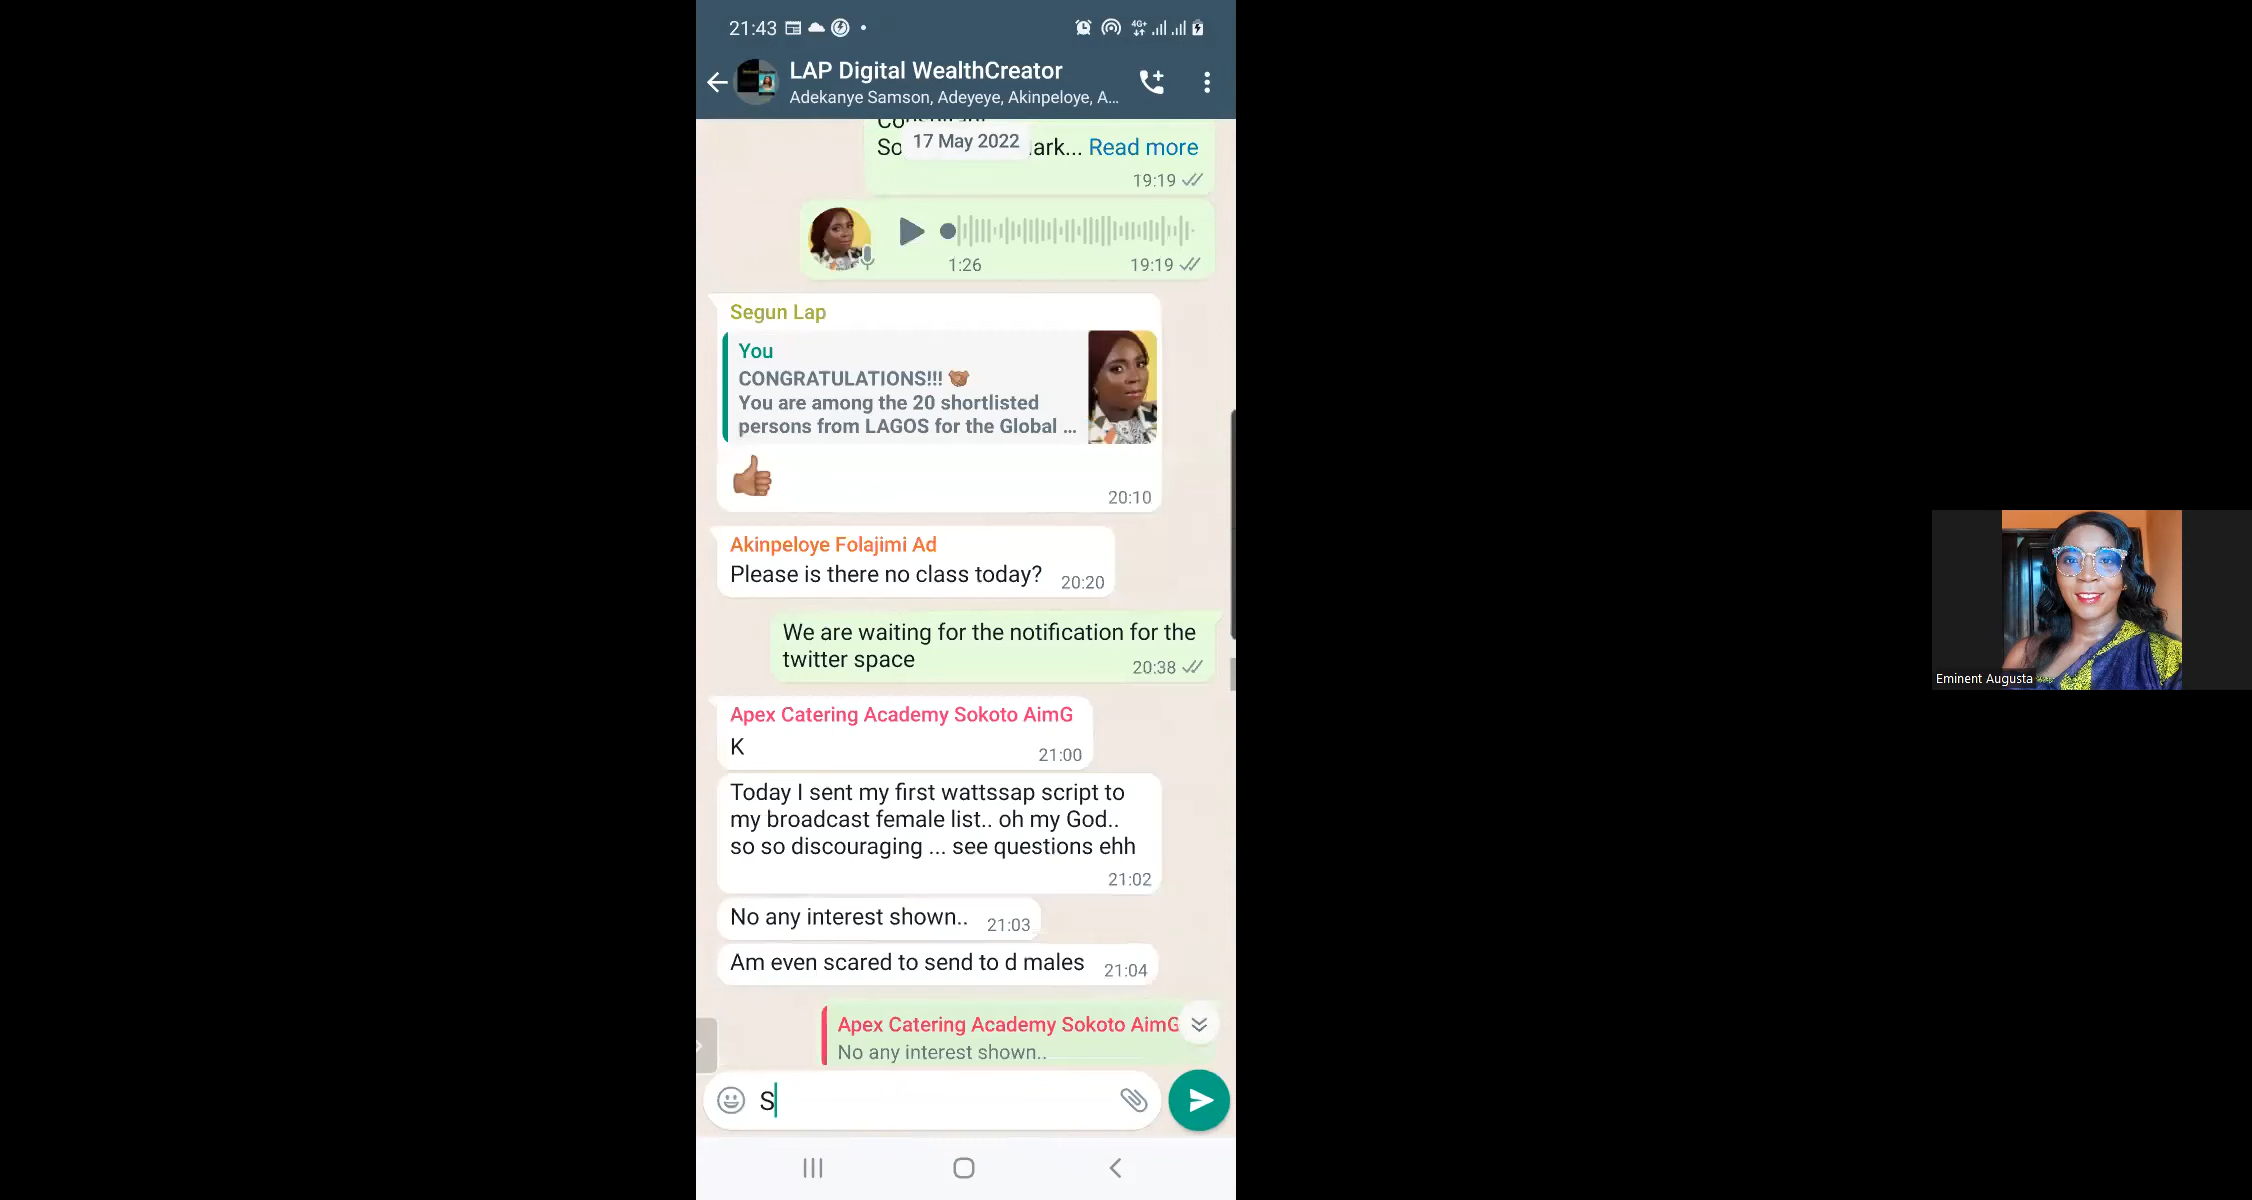 21:43
4G+
LAP Digital WealthCreator
Adekanye Samson, Adeyeye, Akinpeloye, A...
17 May 2022
So
ark... Read more
19:19
1:26
19:19
Segun Lap
You
CONGRATULATIONS!!!
You are among the 20 shortlisted
persons from LAGOS for the Global ...
20:10
Akinpeloye Folajimi Ad
Please is there no class today?
20:20
We are waiting for the notification for the
twitter space
20:38
Apex Catering Academy Sokoto AimG
K
21:00
Today I sent my first wattssap script to
my broadcast female list.. oh my God..
so so discouraging ... see questions ehh
21:02
No any interest shown..
21:03
Am even scared to send to d males
21:04
Apex Catering Academy Sokoto AimG
No any interest shown..
S
Eminent Augusta